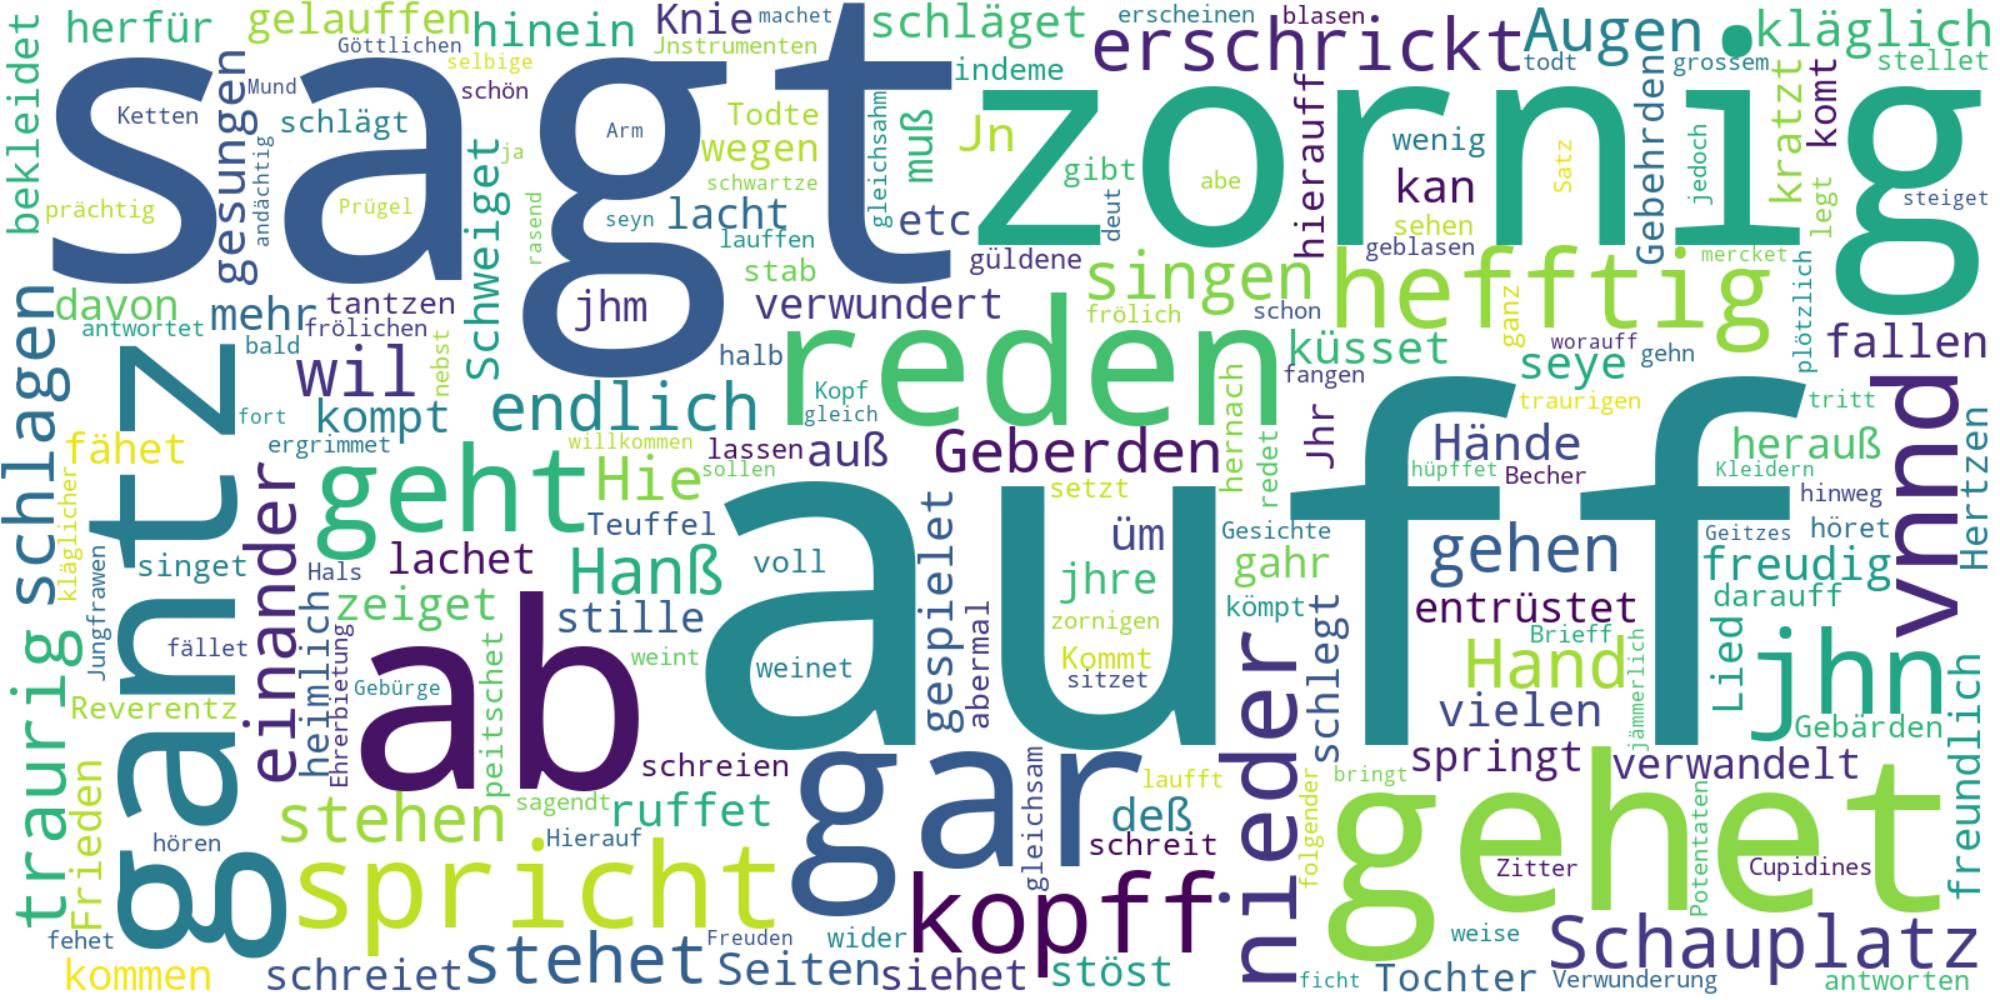 sagt
zornig
auff
gantz
ab
gar
gehet
reden
hefftig
spricht
kopff
geht
nieder
vnnd
jhn
erschrickt
Augen
kläglich
herfür
gelauffen
hinein
Knie
machet
schläget
erscheinen
blasen
Göttlichen
Jnstrumenten
selbige
indeme
todt
grossem
stellet
bekleidet
gesungen
Mund
schön
Ketten
schlägt
Arm
Todte
wegen
gleichsahm
muß
Jn
gibt
abe
wenig
kan
Satz
Gebehrden
jedoch
kratzt
komt
hierauff
prächtig
andächtig
Prügel
Schweiget
ja
rasend
seyn
schwartze
lacht
lauffen
etc
deut
sehen
geblasen
legt
steiget
mercket
stab
güldene
singen
davon
antwortet
mehr
tantzen
frölichen
jhm
verwundert
frölich
schon
ganz
plötzlich
worauff
gehn
fallen
schlagen
bald
wil
nebst
halb
küsset
fangen
seye
fort
kompt
endlich
Kopf
gleich
hernach
Jhr
traurigen
tritt
fähet
ergrimmet
willkommen
lassen
auß
Geberden
redet
Hände
herauß
Hertzen
kläglicher
einander
Hie
sollen
setzt
hüpffet
Becher
Kleidern
hinweg
Teuffel
gespielet
üm
Gesichte
gehen
Geitzes
höret
Jungfrawen
singet
Hals
lachet
Hanß
voll
jhre
gahr
freudig
darauff
heimlich
zeiget
stille
abermal
zornigen
kömpt
schlegt
entrüstet
Brieff
Lied
traurig
fället
Ehrerbietung
peitschet
weint
weinet
Kommt
sitzet
Hand
jämmerlich
Reverentz
Gebürge
vielen
Gebärden
freundlich
Frieden
schreien
laufft
bringt
springt
verwandelt
stehen
sagendt
ruffet
gleichsam
deß
folgender
Potentaten
hören
Hierauf
schreit
Zitter
Cupidines
fehet
stehet
Freuden
wider
weise
Schauplatz
kommen
schreiet
Seiten
siehet
stöst
ficht
Tochter
Verwunderung
antworten